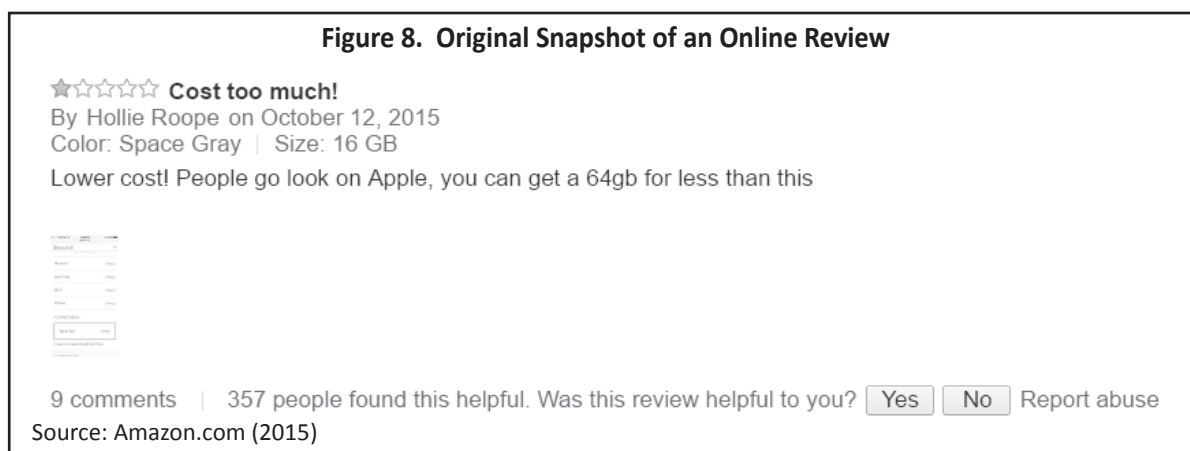 Figure 8. Original Snapshot of an Online Review
Cost too much!
By Hollie Roope on October 12, 2015
Color: Space Gray | Size: 16 GB
Lower cost! People go look on Apple, you can get a 64gb for less than this
9 comments | 357 people found this helpful. Was this review helpful to you? Yes No Report abuse
Source: Amazon.com (2015)